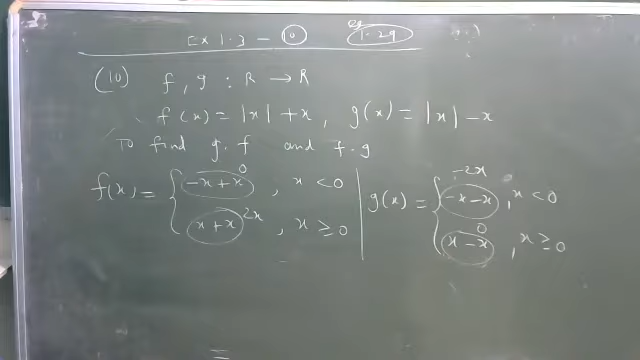 Ex 1.3 - 10 Eg 1.29
(10) f, g : R → R
f(x) = |x| + x, g(x) = |x| - x
To find g.f and f.g
f(x) = { -x + x 0, x < 0
x + x 2x, x ≥ 0
g(x) = { -x - x -2x, x < 0
x - x 0, x ≥ 0
=